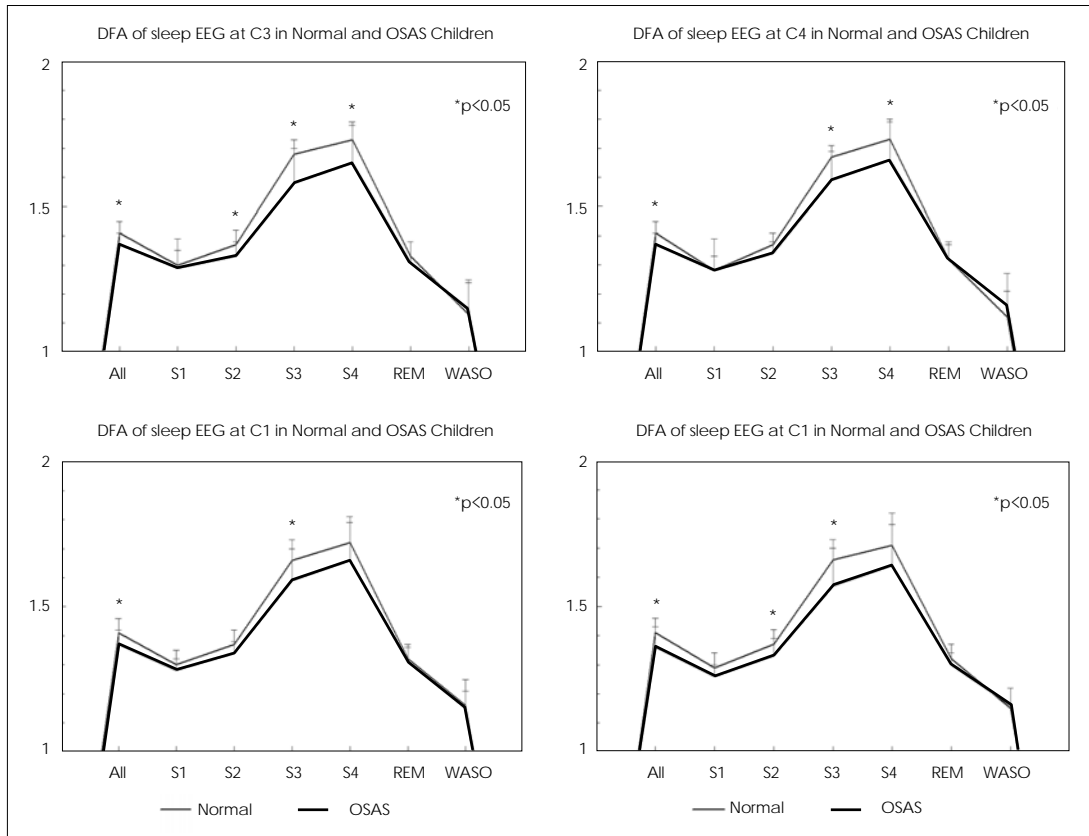 DFA of sleep EEG at C3 in Normal and OSAS Children
2
*p<0.05
*
*
*
*
1.5
1
All S1 S2 S3 S4 REM WASO
DFA of sleep EEG at C4 in Normal and OSAS Children
2
*p<0.05
*
*
*
1.5
1
All S1 S2 S3 S4 REM WASO
DFA of sleep EEG at C1 in Normal and OSAS Children
2
*p<0.05
*
*
1.5
1
All S1 S2 S3 S4 REM WASO
Normal OSAS
DFA of sleep EEG at C1 in Normal and OSAS Children
2
*p<0.05
*
*
*
1.5
1
All S1 S2 S3 S4 REM WASO
Normal OSAS